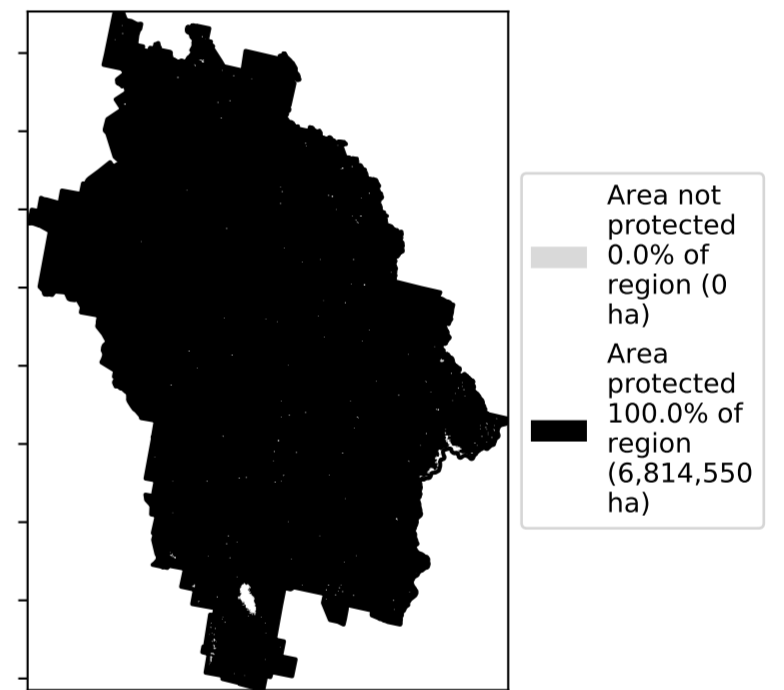 Area not
protected
0.0% of
region (0
ha)
Area
protected
100.0% of
region
(6,814,550
ha)